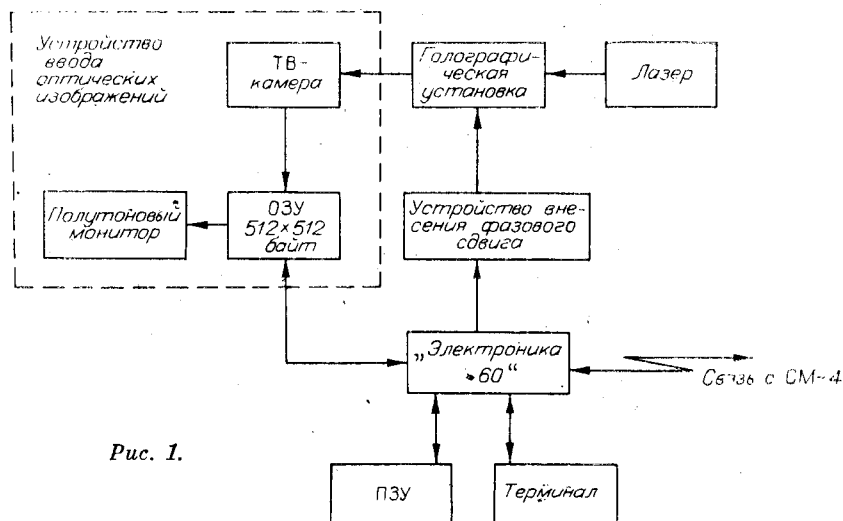 Устройство
ввода
оптических
изображений
ТВ-
камера
Голографи-
ческая
установка
Лазер
Полутоновый
монитор
ОЗУ
512×512
байт
Устройство вне-
сения фазового
сдвига
„Электроника
60“
Связь с СМ-4
Рис. 1.
ПЗУ
Терминал